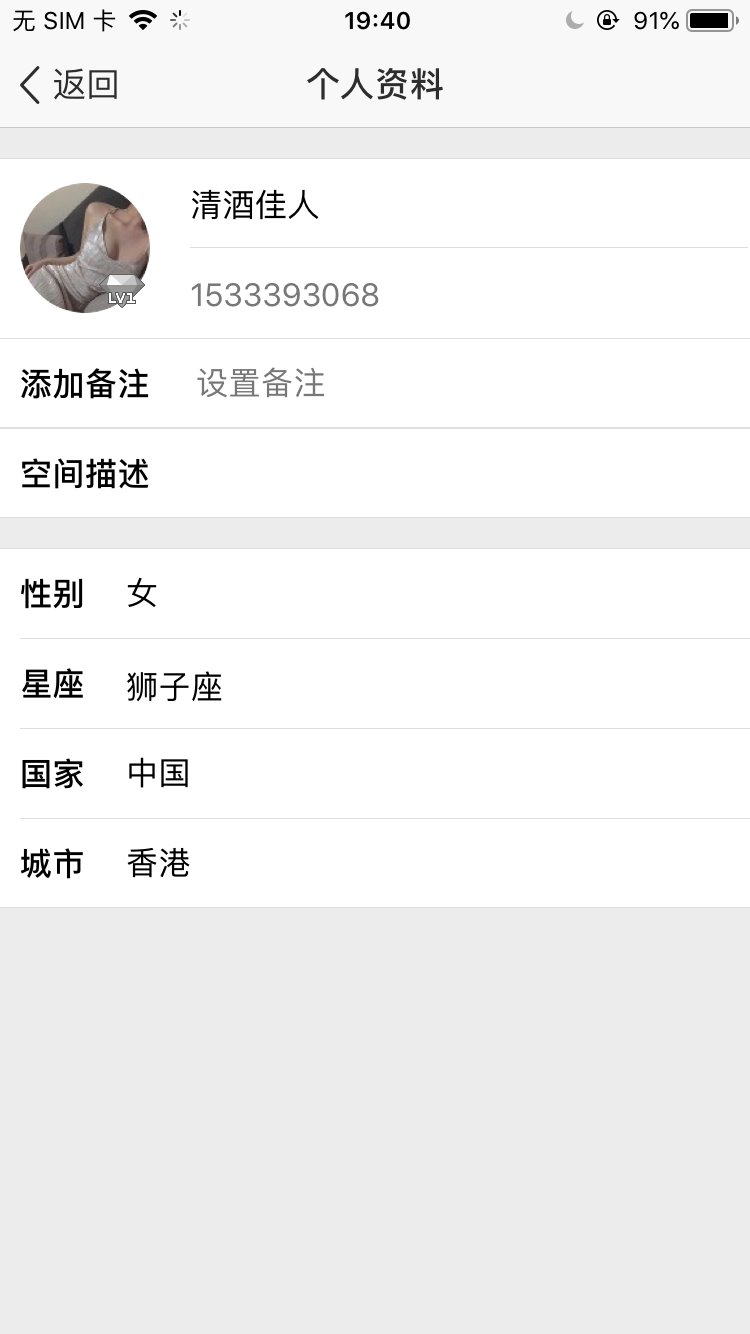 无 SIM 卡 19:40 91%
返回 个人资料
清酒佳人
LV1
1533393068
添加备注 设置备注
空间描述
性别 女
星座 狮子座
国家 中国
城市 香港